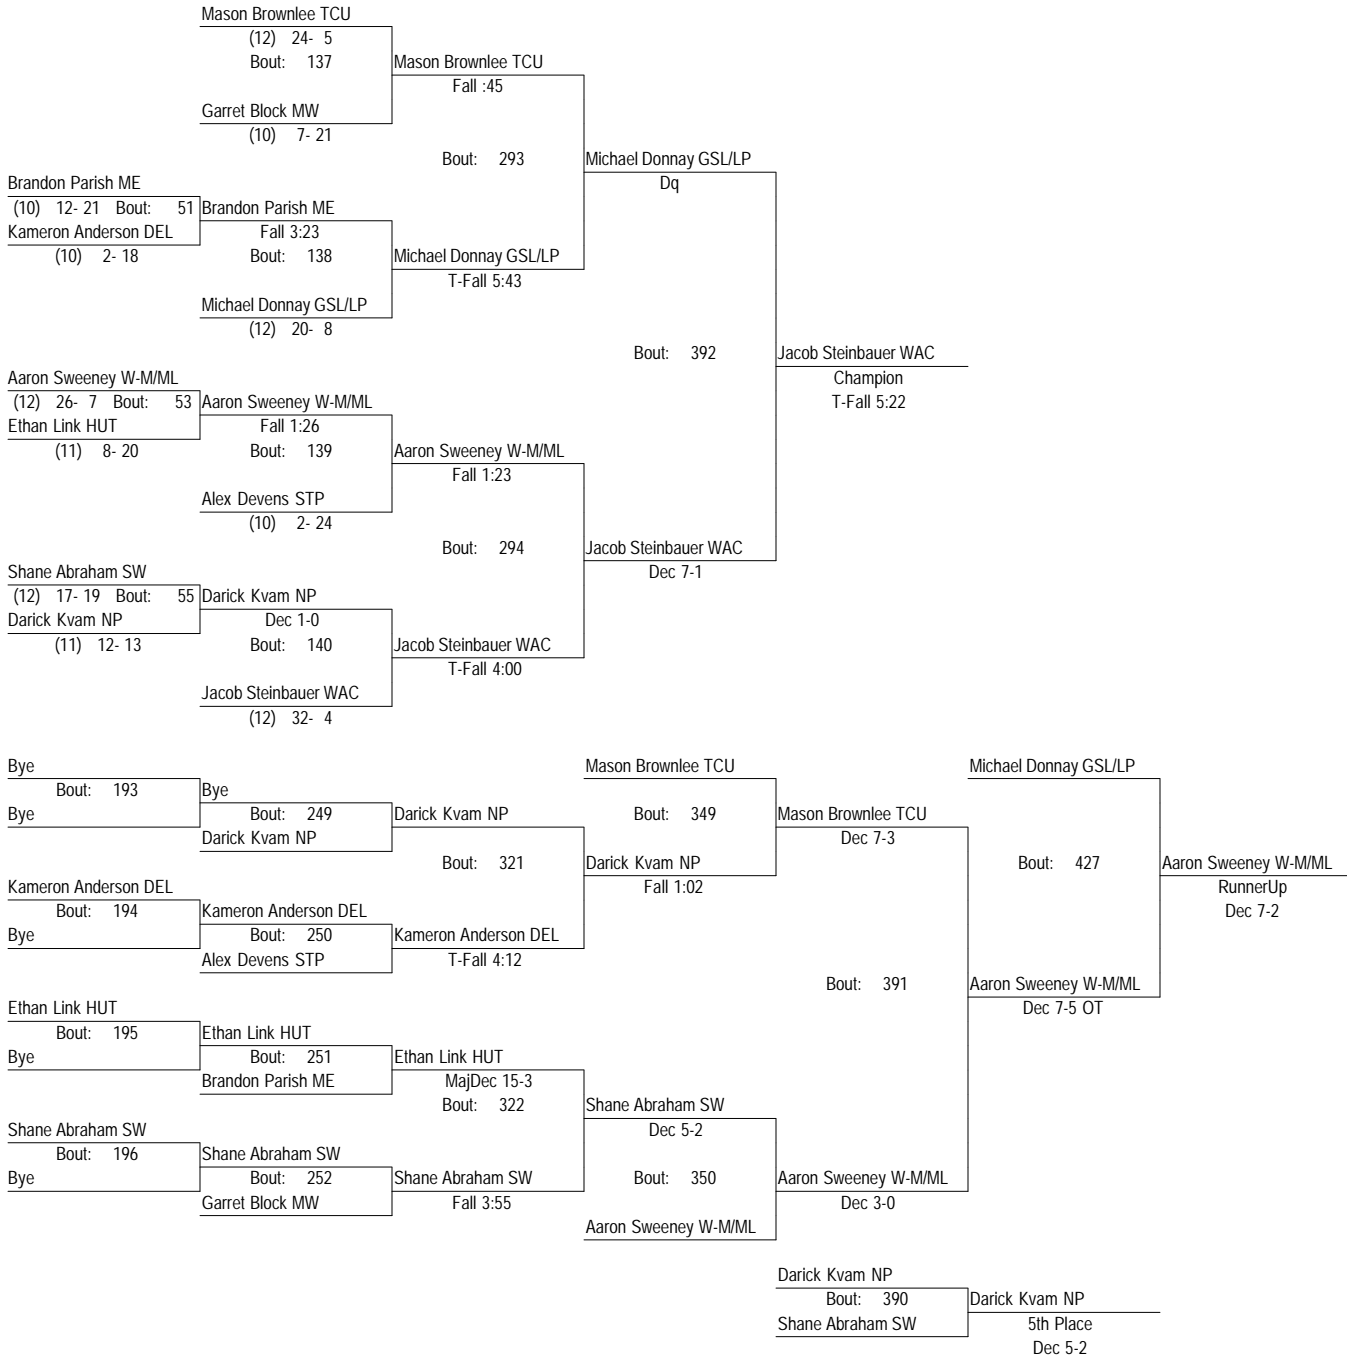 Mason Brownlee TCU
(12) 24- 5
Bout: 137
Mason Brownlee TCU
Fall :45
Garret Block MW
(10) 7- 21
Bout: 293
Michael Donnay GSL/LP
Dq
Brandon Parish ME
(10) 12- 21 Bout: 51
Brandon Parish ME
Kameron Anderson DEL
Fall 3:23
(10) 2- 18
Bout: 138
Michael Donnay GSL/LP
T-Fall 5:43
Michael Donnay GSL/LP
(12) 20- 8
Bout: 392
Jacob Steinbauer WAC
Champion
T-Fall 5:22
Aaron Sweeney W-M/ML
(12) 26- 7 Bout: 53
Aaron Sweeney W-M/ML
Ethan Link HUT
Fall 1:26
(11) 8- 20
Bout: 139
Aaron Sweeney W-M/ML
Fall 1:23
Alex Devens STP
(10) 2- 24
Bout: 294
Jacob Steinbauer WAC
Dec 7-1
Shane Abraham SW
(12) 17- 19 Bout: 55
Darick Kvam NP
Darick Kvam NP
Dec 1-0
(11) 12- 13
Bout: 140
Jacob Steinbauer WAC
T-Fall 4:00
Jacob Steinbauer WAC
(12) 32- 4
Bye
Bout: 193
Bye
Bye
Bout: 249
Darick Kvam NP
Darick Kvam NP
Bout: 321
Mason Brownlee TCU
Bout: 349
Mason Brownlee TCU
Dec 7-3
Darick Kvam NP
Fall 1:02
Michael Donnay GSL/LP
Bout: 427
Aaron Sweeney W-M/ML
RunnerUp
Dec 7-2
Kameron Anderson DEL
Bout: 194
Bye
Kameron Anderson DEL
Bout: 250
Alex Devens STP
Kameron Anderson DEL
T-Fall 4:12
Bout: 391
Aaron Sweeney W-M/ML
Dec 7-5 OT
Ethan Link HUT
Bout: 195
Bye
Ethan Link HUT
Bout: 251
Brandon Parish ME
Ethan Link HUT
MajDec 15-3
Bout: 322
Shane Abraham SW
Dec 5-2
Shane Abraham SW
Bout: 196
Bye
Shane Abraham SW
Bout: 252
Garret Block MW
Shane Abraham SW
Fall 3:55
Bout: 350
Aaron Sweeney W-M/ML
Dec 3-0
Aaron Sweeney W-M/ML
Darick Kvam NP
Bout: 390
Shane Abraham SW
Darick Kvam NP
5th Place
Dec 5-2